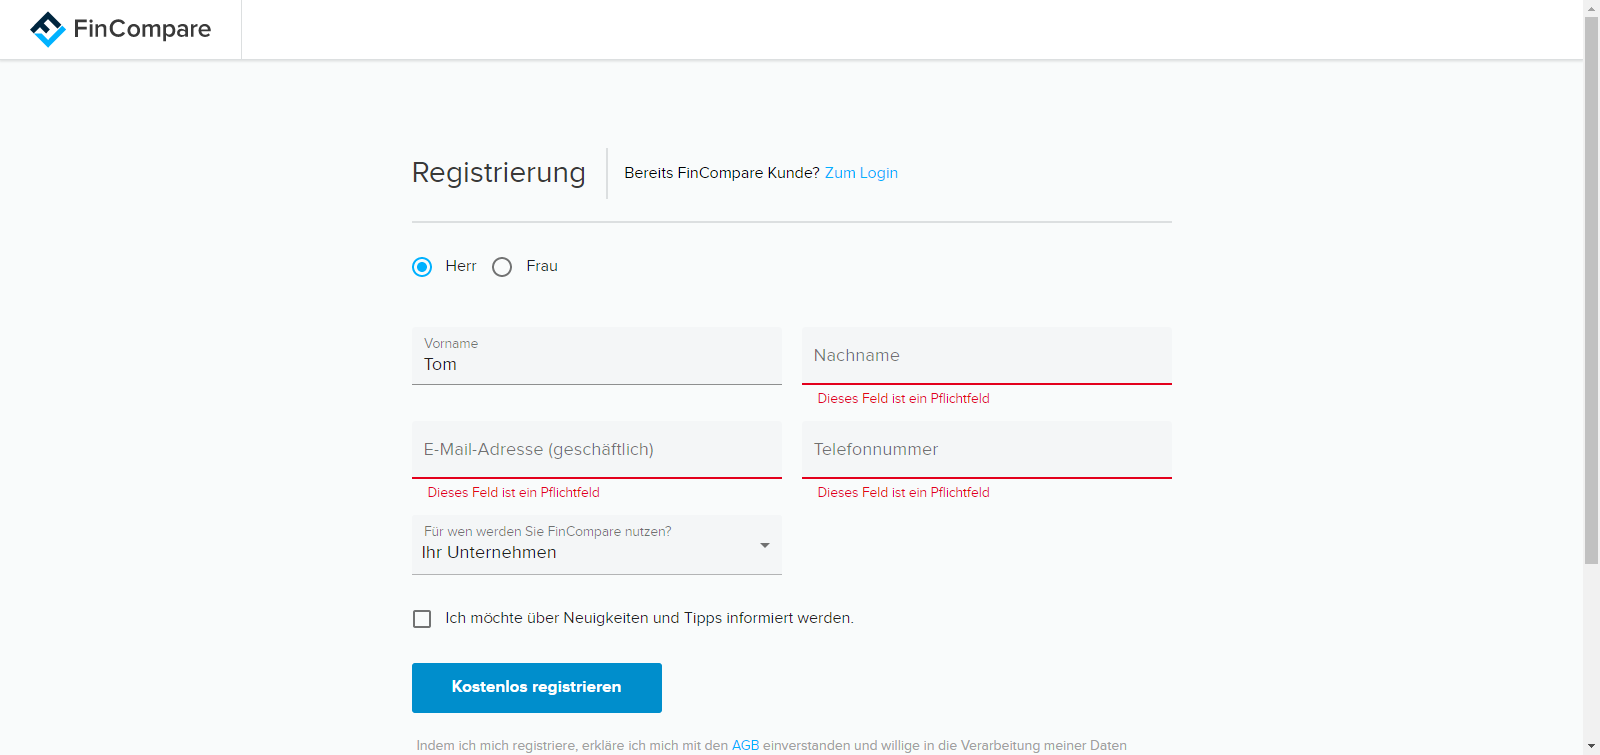 FinCompare
Registrierung
Bereits FinCompare Kunde? Zum Login
Herr Frau
Vorname
Tom
Nachname
Dieses Feld ist ein Pflichtfeld
E-Mail-Adresse (geschäftlich)
Telefonnummer
Dieses Feld ist ein Pflichtfeld
Dieses Feld ist ein Pflichtfeld
Für wen werden Sie FinCompare nutzen?
Ihr Unternehmen
Ich möchte über Neuigkeiten und Tipps informiert werden.
Kostenlos registrieren
Indem ich mich registriere, erkläre ich mich mit den AGB einverstanden und willige in die Verarbeitung meiner Daten